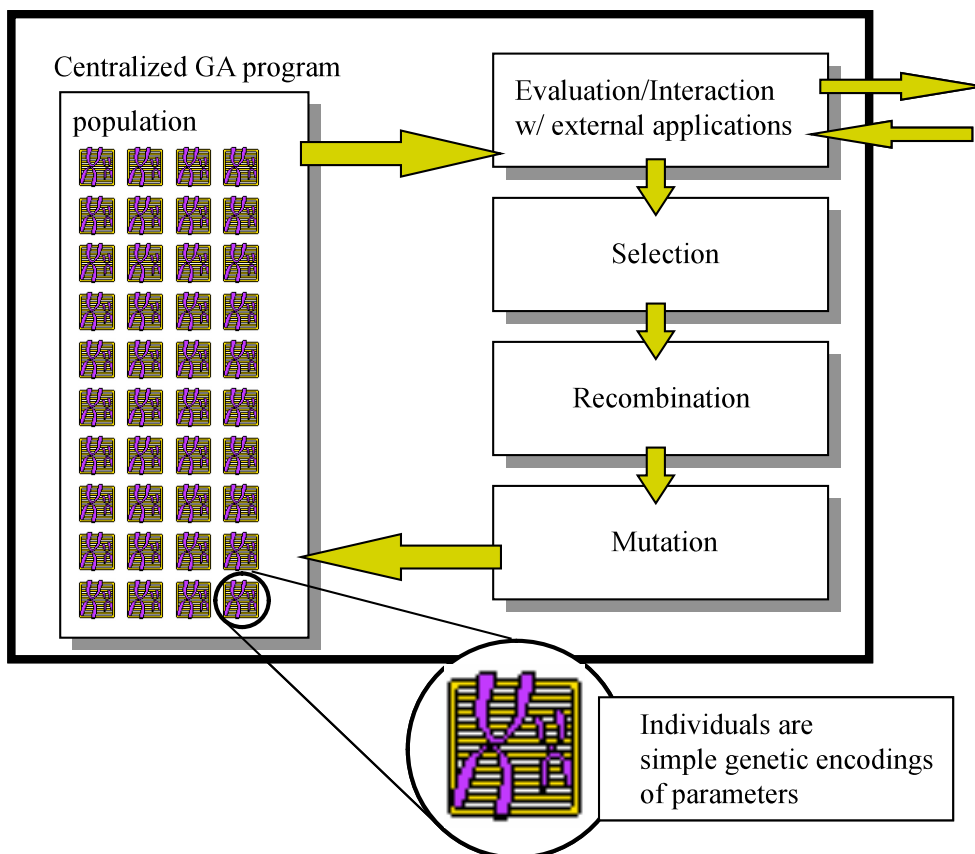 Centralized GA program
population
Evaluation/Interaction
w/ external applications
Selection
Recombination
Mutation
Individuals are
simple genetic encodings
of parameters